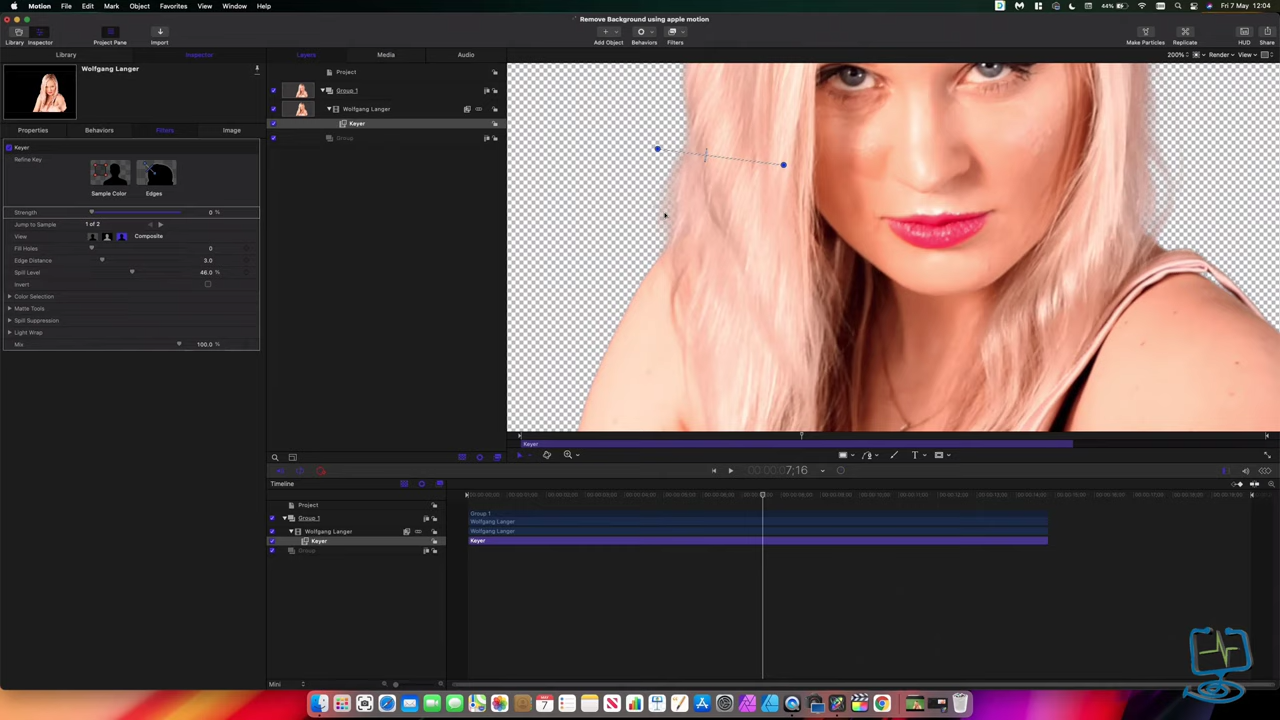 Motion File Edit Mark Object Favorites View Window Help
44% Fri 7 May 12:04
Remove Background using apple motion
Library Inspector Project Pane Import Add Object Behaviors Filters Make Particles Replicate HUD Share
Library Inspector Layers Media Audio 200% Render View
Wolfgang Langer
Project
Group 1
Wolfgang Langer
Keyer
Group
Properties Behaviors Filters Image
Keyer
Refine Key
Sample Color Edges
Strength 0 %
Jump to Sample 1 of 2
View Composite
Fill Holes 0
Edge Distance 3.0
Spill Level 46.0 %
Invert
Color Selection
Matte Tools
Spill Suppression
Light Wrap
Mix 100.0 %
Keyer
T
7;16
Timeline
Project
Group 1
Wolfgang Langer
Keyer
Group
Group 1
Wolfgang Langer
Wolfgang Langer
Keyer
Mini